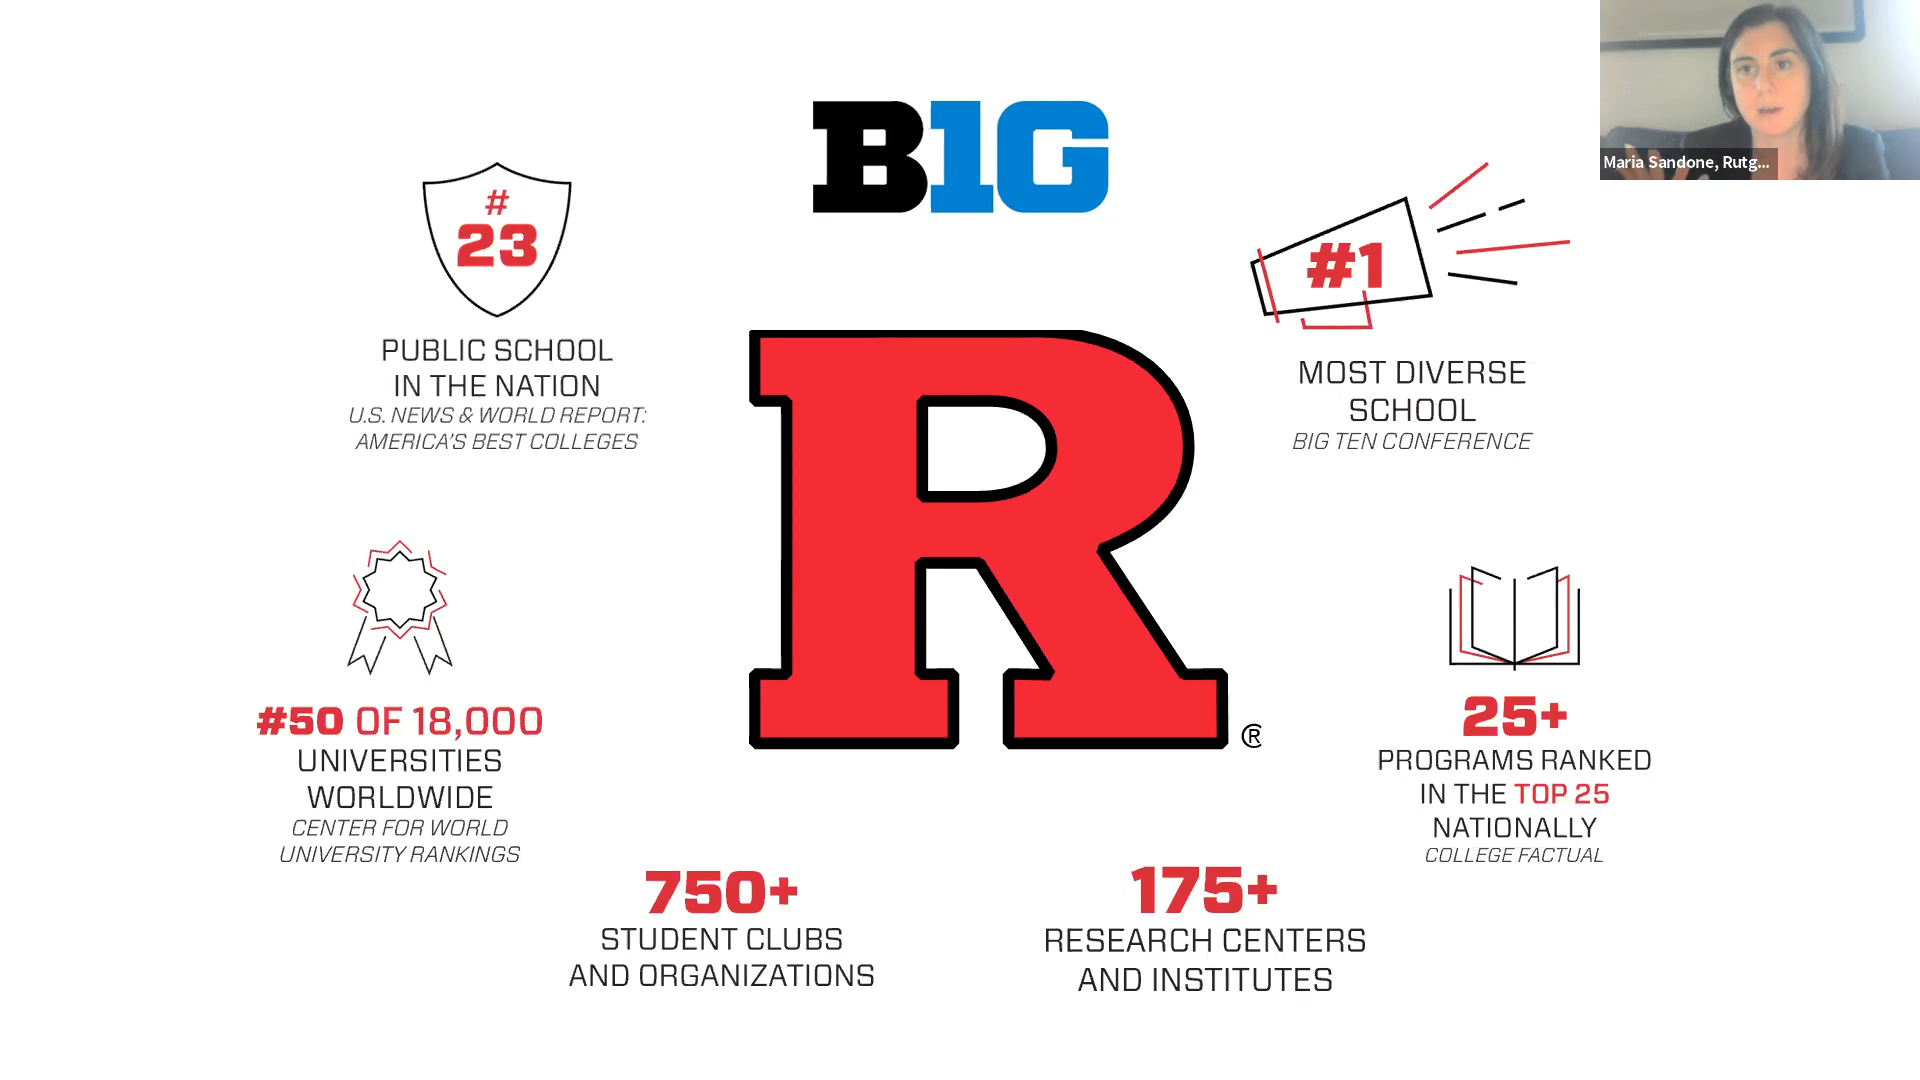 B1G
Maria Sandone, Rutg...
#
23
PUBLIC SCHOOL
IN THE NATION
U.S. NEWS & WORLD REPORT:
AMERICA'S BEST COLLEGES
#1
MOST DIVERSE
SCHOOL
BIG TEN CONFERENCE
R
®
#50 OF 18,000
UNIVERSITIES
WORLDWIDE
CENTER FOR WORLD
UNIVERSITY RANKINGS
25+
PROGRAMS RANKED
IN THE TOP 25
NATIONALLY
COLLEGE FACTUAL
750+
STUDENT CLUBS
AND ORGANIZATIONS
175+
RESEARCH CENTERS
AND INSTITUTES